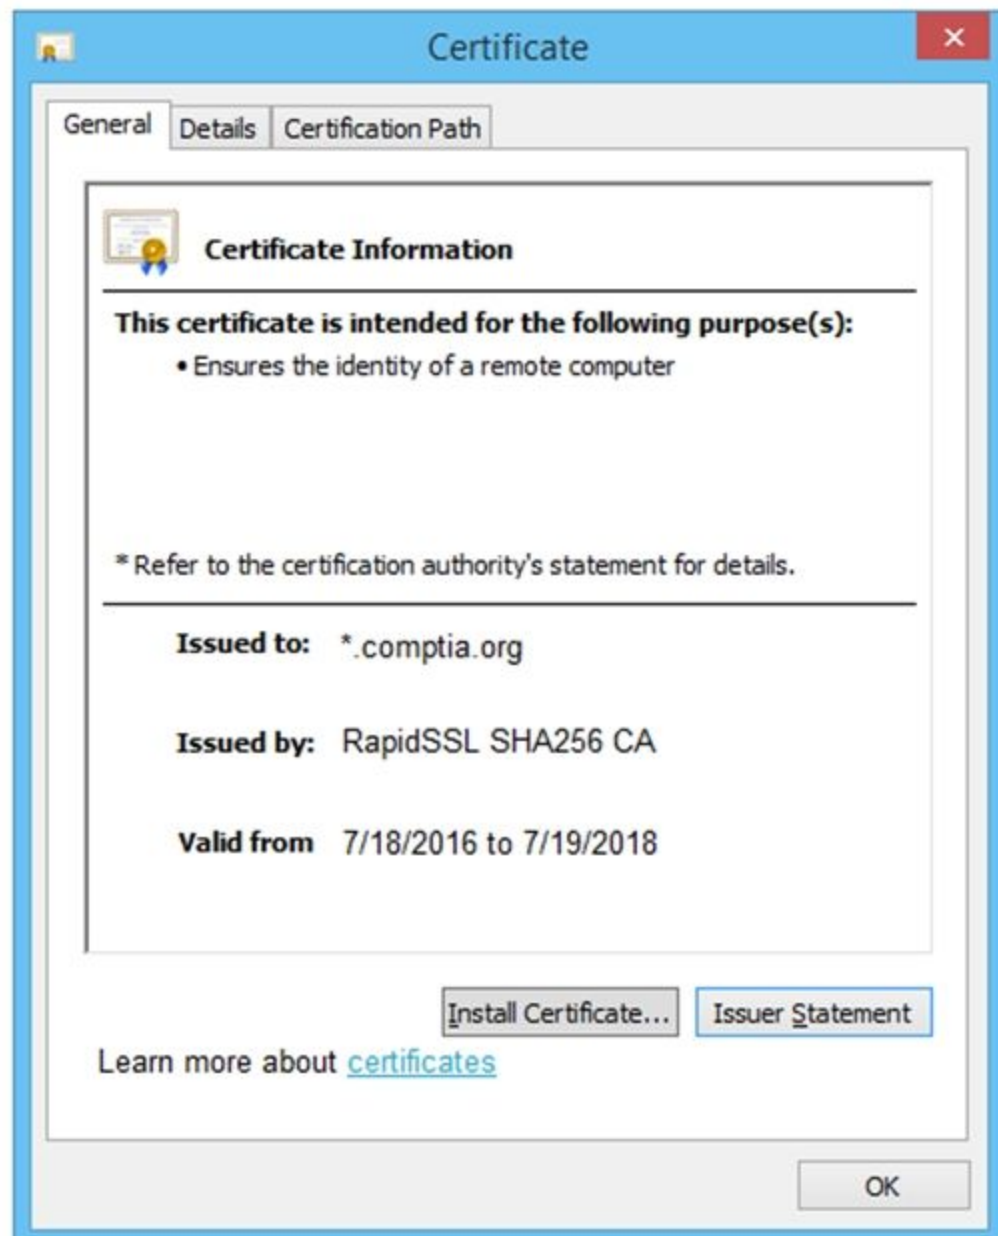 Certificate
General Details Certification Path
Certificate Information
This certificate is intended for the following purpose(s):
• Ensures the identity of a remote computer
* Refer to the certification authority's statement for details.
Issued to: *.comptia.org
Issued by: RapidSSL SHA256 CA
Valid from 7/18/2016 to 7/19/2018
Install Certificate... Issuer Statement
Learn more about certificates
OK